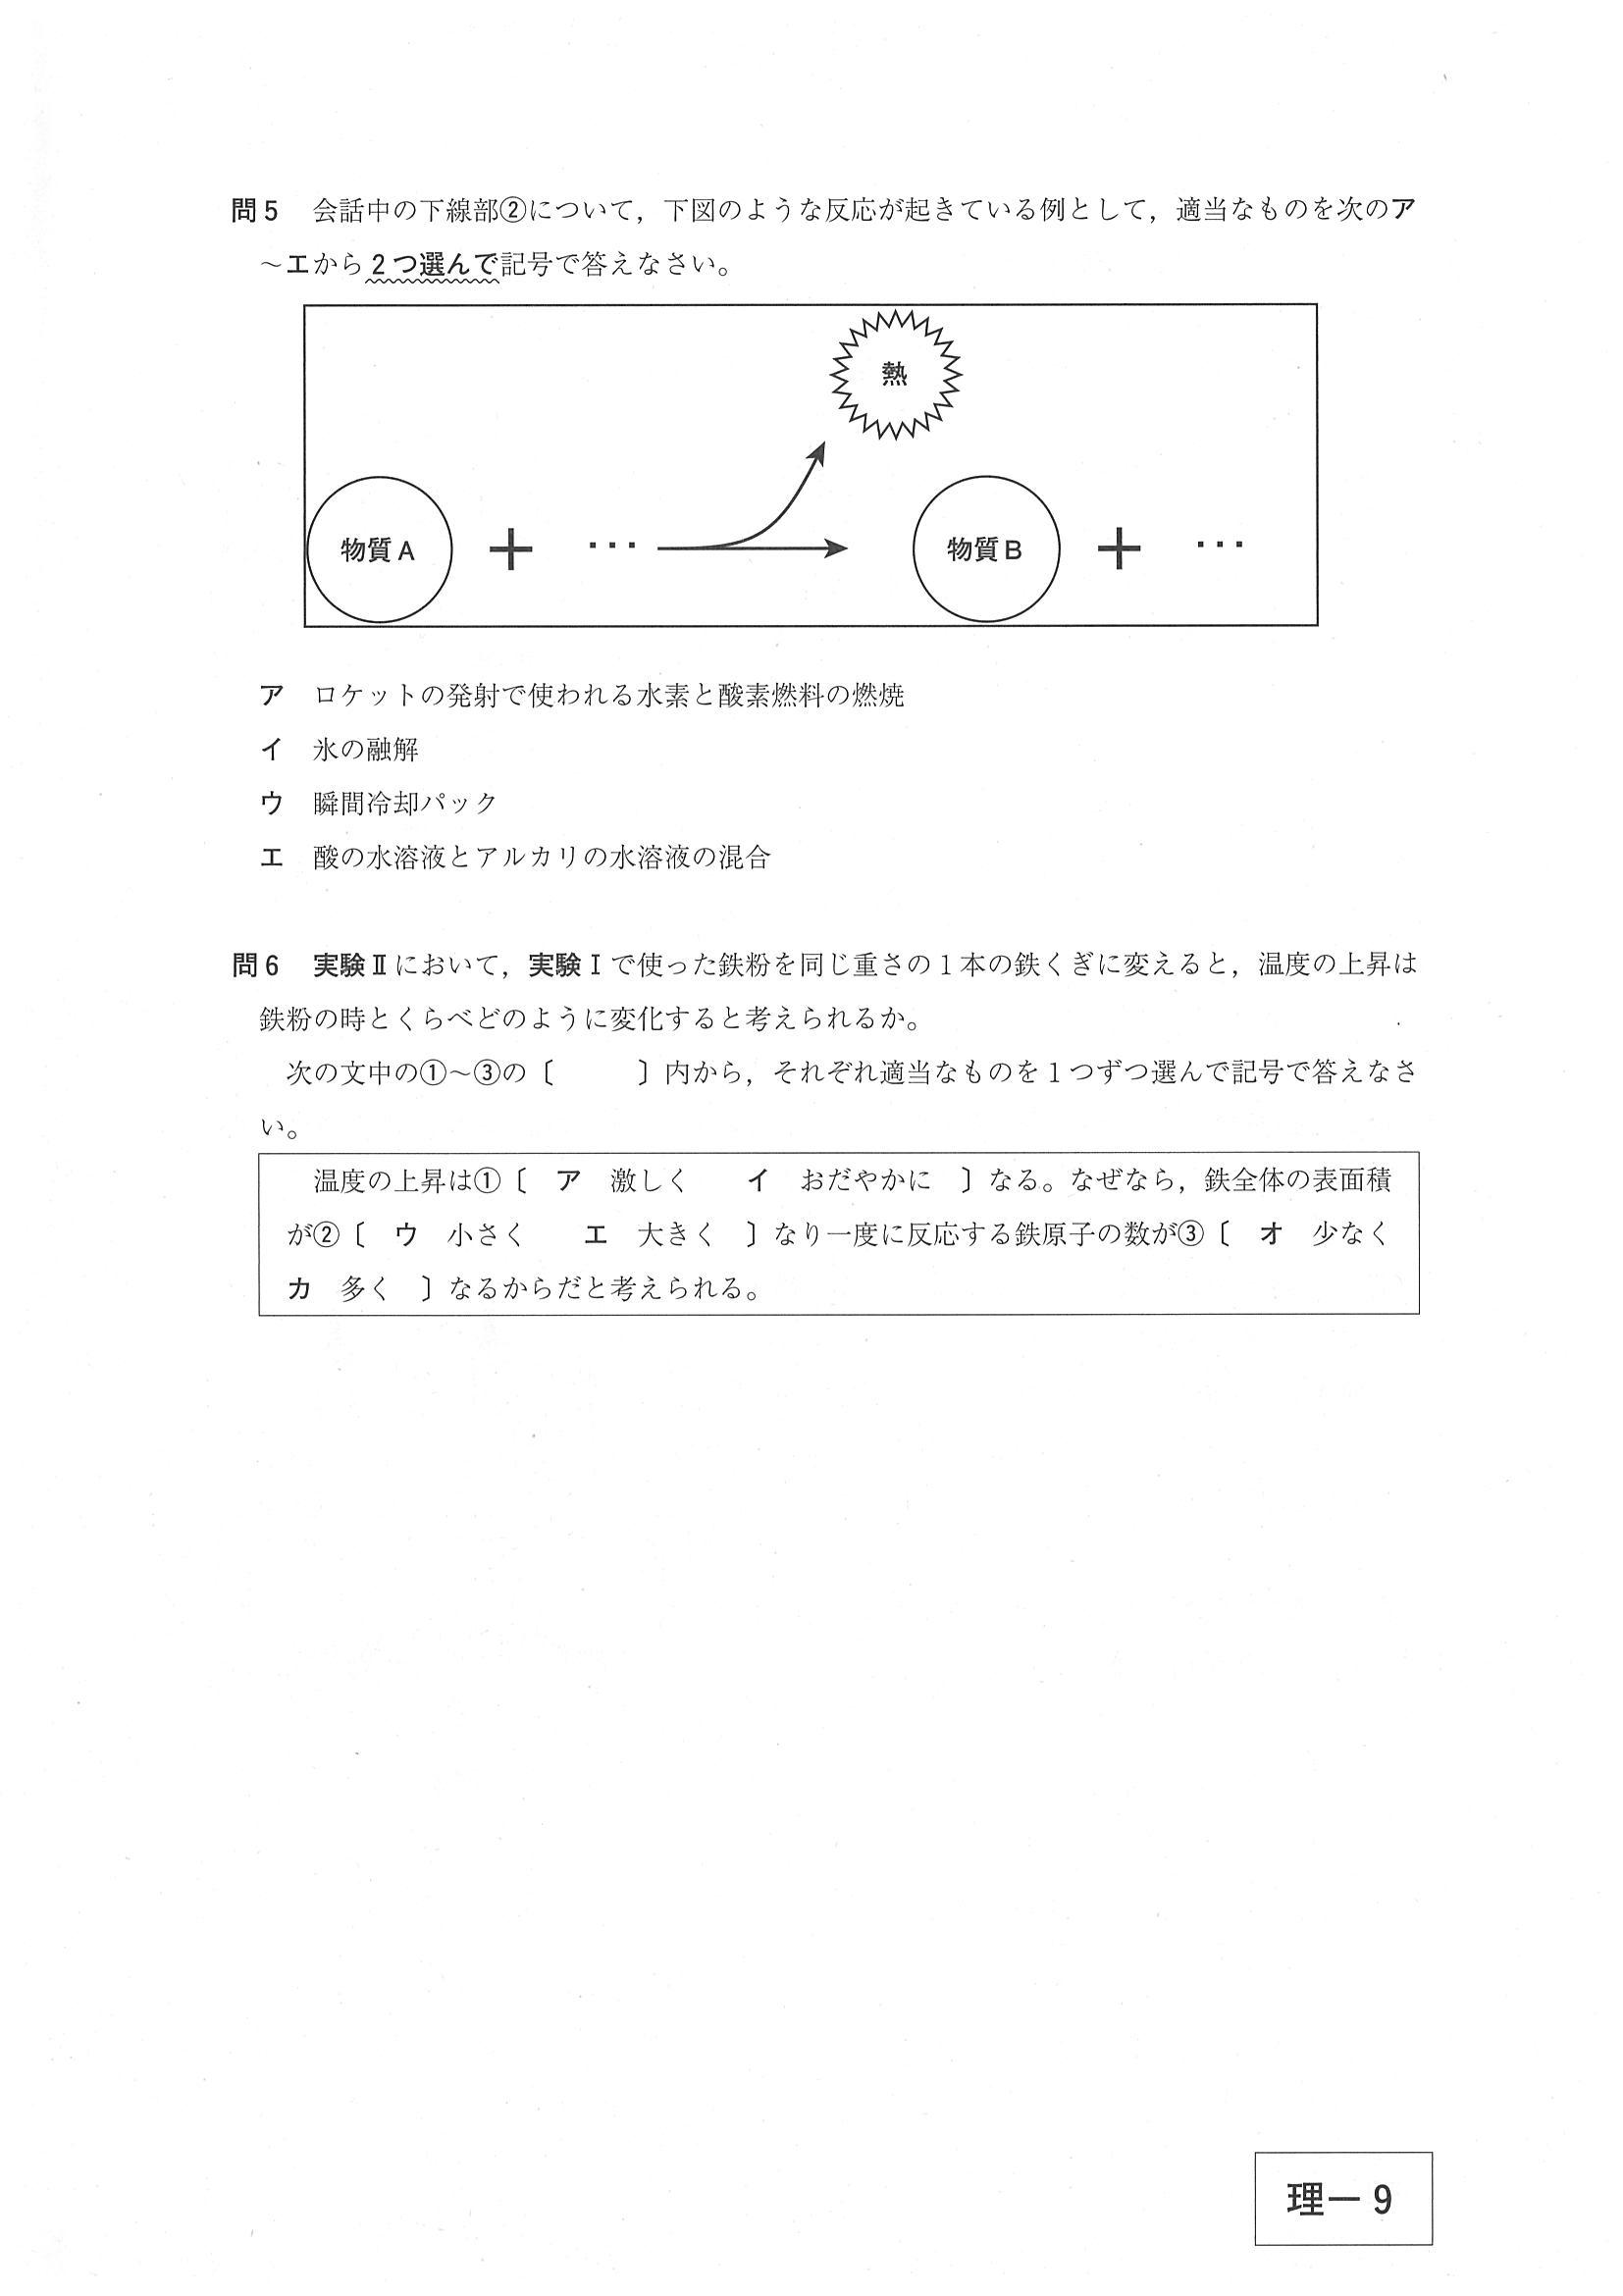 問5　会話中の下線部②について，下図のような反応が起きている例として，適当なものを次のア
～エから2つ選んで記号で答えなさい。
熱
物質A ＋ … 物質B ＋ …
ア　ロケットの発射で使われる水素と酸素燃料の燃焼
イ　氷の融解
ウ　瞬間冷却パック
エ　酸の水溶液とアルカリの水溶液の混合
問6　実験Ⅱにおいて，実験Ⅰで使った鉄粉を同じ重さの1本の鉄くぎに変えると，温度の上昇は
鉄粉の時とくらべどのように変化すると考えられるか。
次の文中の①～③の〔　　〕内から，それぞれ適当なものを1つずつ選んで記号で答えなさ
い。
温度の上昇は①〔　ア　激しく　　イ　おだやかに　〕なる。なぜなら，鉄全体の表面積
が②〔　ウ　小さく　　エ　大きく　〕なり一度に反応する鉄原子の数が③〔　オ　少なく
カ　多く　〕なるからだと考えられる。
理－9